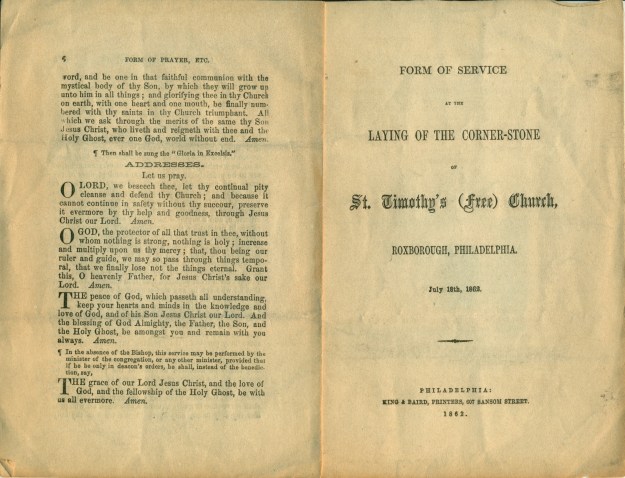 4 FORM OF PRAYER, ETC.
word, and be one in that faithful communion with the
mystical body of thy Son, by which they will grow up
unto him in all things; and glorifying thee in thy Church
on earth, with one heart and one mouth, be finally num-
bered with thy saints in thy Church triumphant. All
which we ask through the merits of the same thy Son
Jesus Christ, who liveth and reigneth with thee and the
Holy Ghost, ever one God, world without end. Amen.
¶ Then shall be sung the "Gloria in Excelsis."
ADDRESSES.
Let us pray.
O LORD, we beseech thee, let thy continual pity
cleanse and defend thy Church; and because it
cannot continue in safety without thy succour, preserve
it evermore by thy help and goodness, through Jesus
Christ our Lord. Amen.
O GOD, the protector of all that trust in thee, without
whom nothing is strong, nothing is holy; increase
and multiply upon us thy mercy; that, thou being our
ruler and guide, we may so pass through things tempo-
ral, that we finally lose not the things eternal. Grant
this, O heavenly Father, for Jesus Christ's sake our
Lord. Amen.
THE peace of God, which passeth all understanding,
keep your hearts and minds in the knowledge and
love of God, and of his Son Jesus Christ our Lord. And
the blessing of God Almighty, the Father, the Son, and
the Holy Ghost, be amongst you and remain with you
always. Amen.
¶ In the absence of the Bishop, this service may be performed by the
minister of the congregation, or any other minister, provided that
if he be only in deacon's orders, he shall, instead of the benedic-
tion, say,
THE grace of our Lord Jesus Christ, and the love of
God, and the fellowship of the Holy Ghost, be with
us all evermore. Amen.
FORM OF SERVICE
AT THE
LAYING OF THE CORNER-STONE
OF
St. Timothy's (Free) Church,
ROXBOROUGH, PHILADELPHIA.
July 18th, 1862.
PHILADELPHIA:
KING & BAIRD, PRINTERS, 607 SANSOM STREET.
1862.